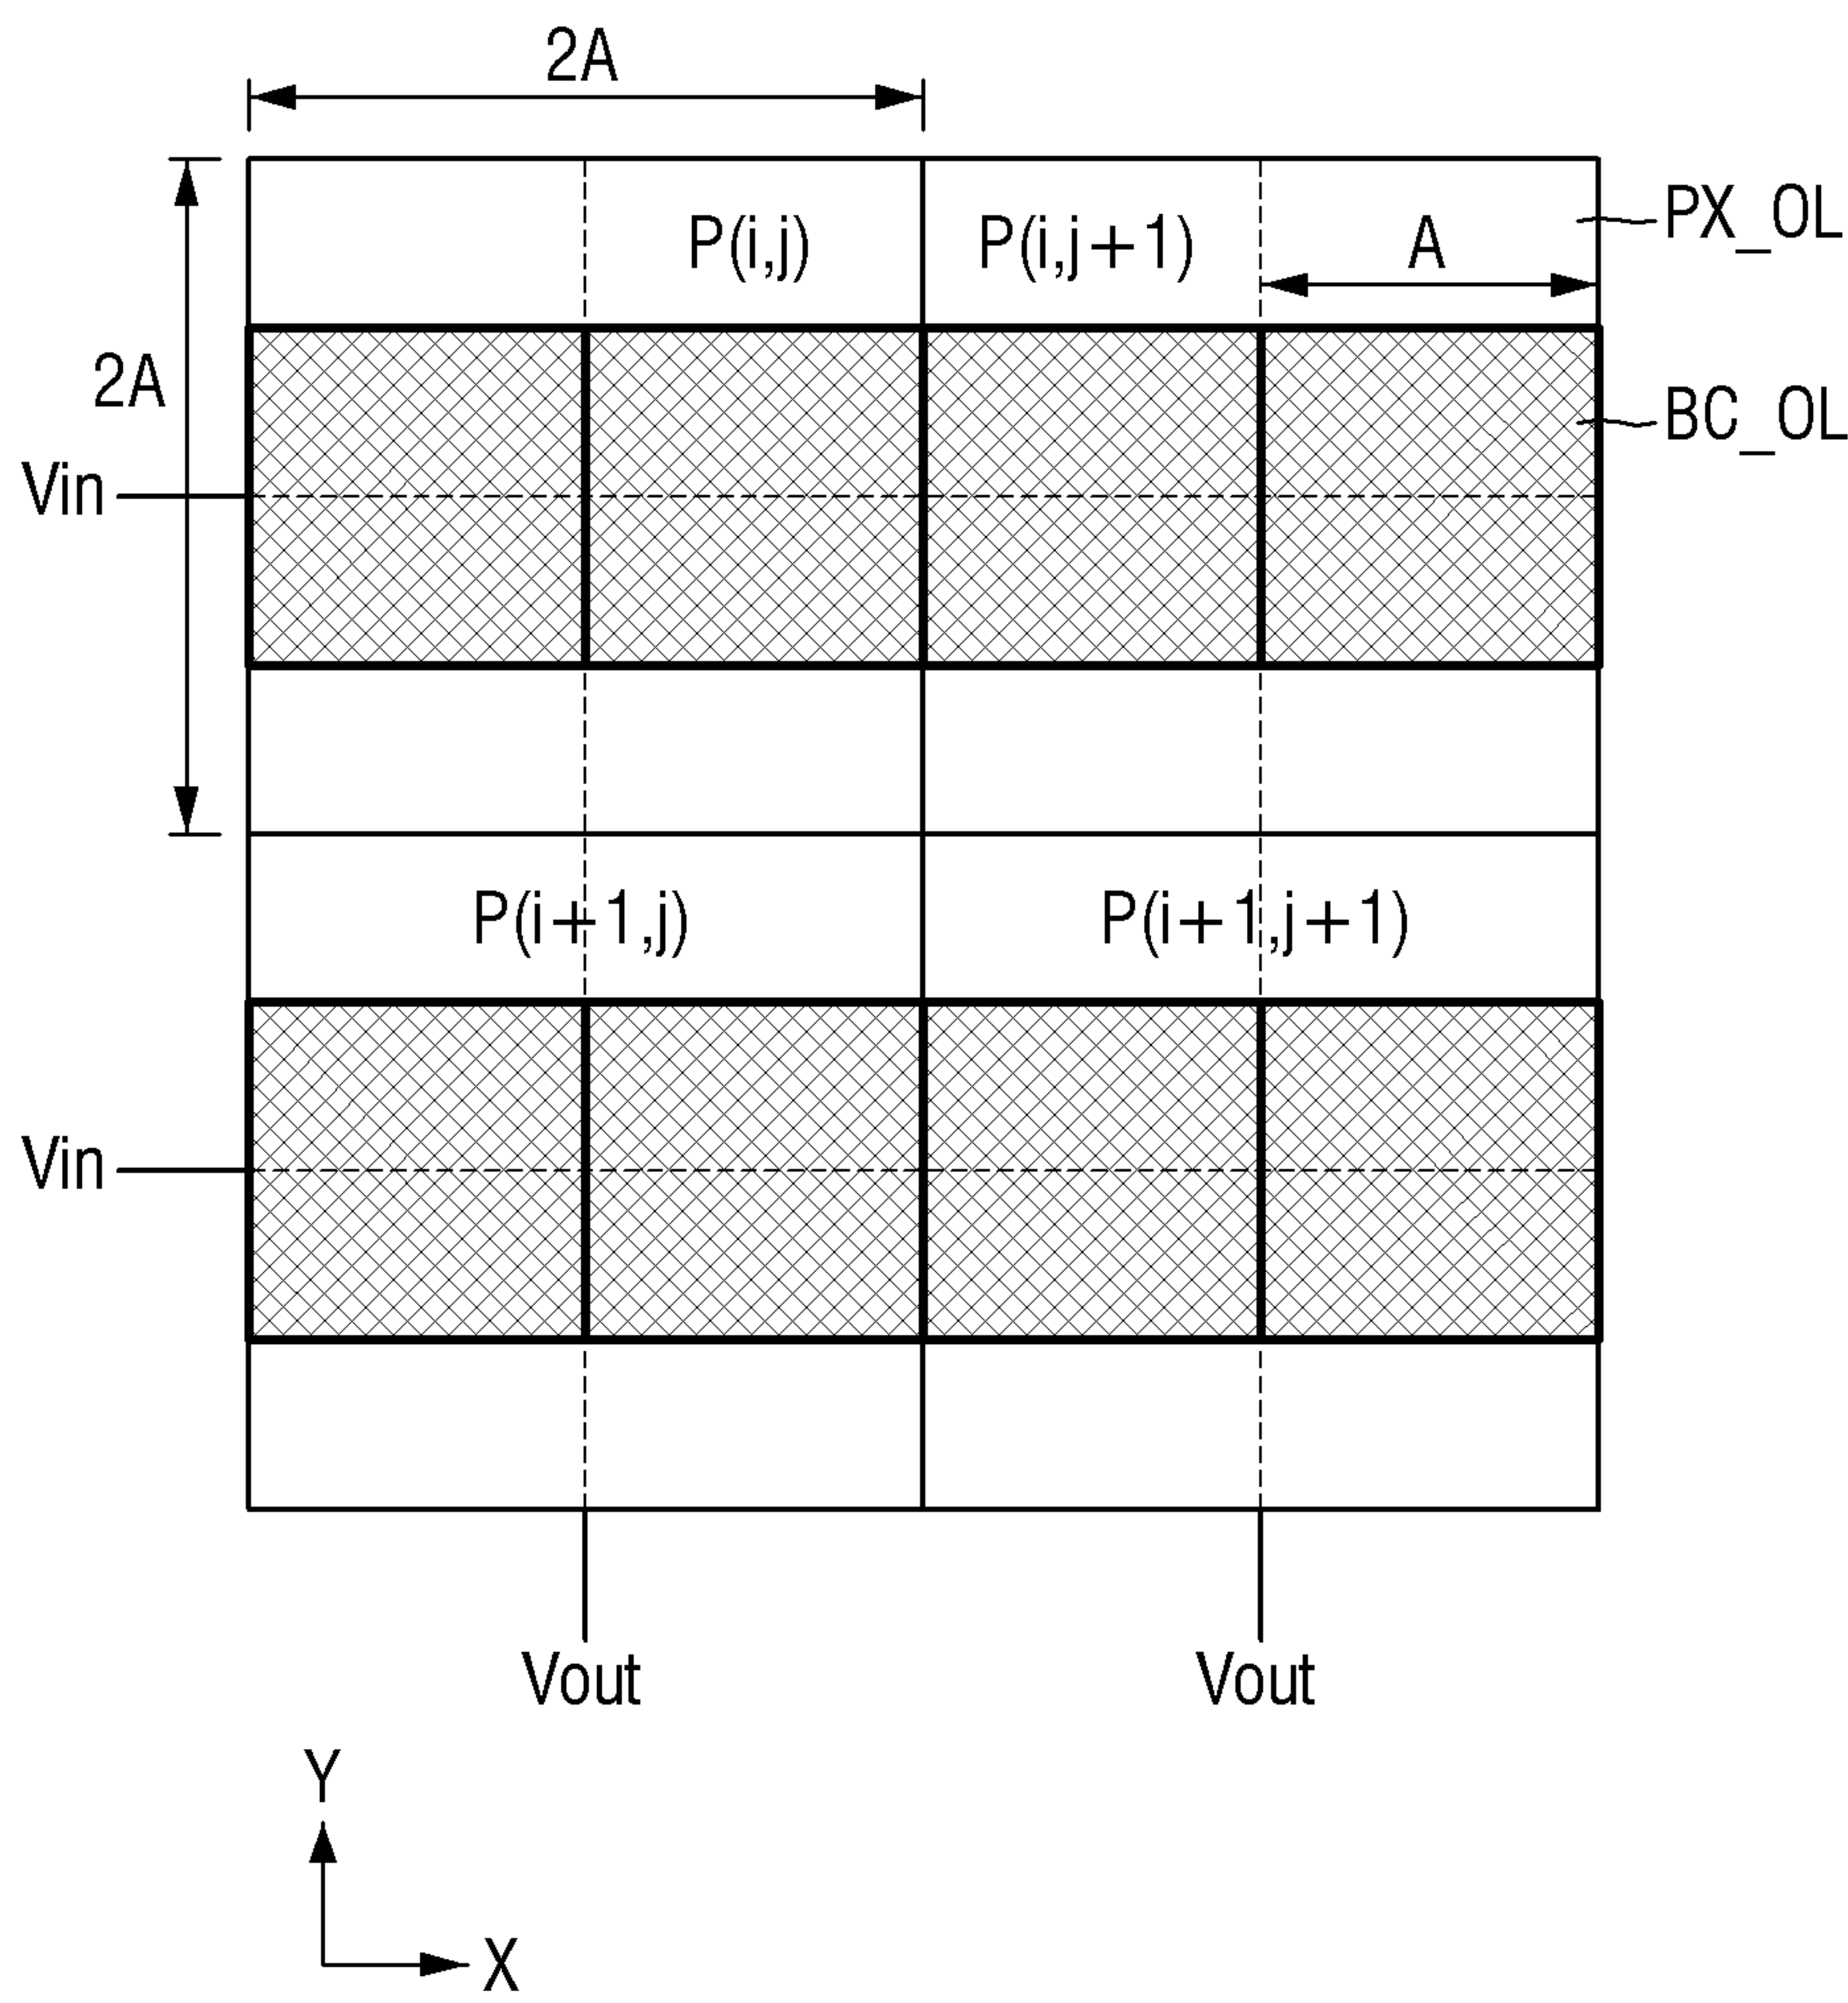 2A
P(i,j)
P(i,j+1)
A
PX_OL
2A
BC_OL
Vin
P(i+1,j)
P(i+1,j+1)
Vin
Vout
Vout
Y
X